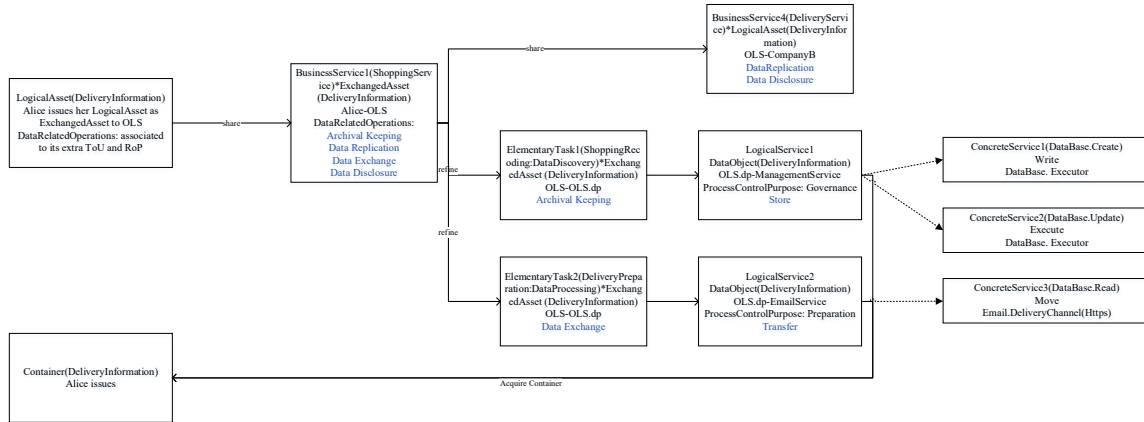 BusinessService4(DeliveryServi
ce)*LogicalAsset(DeliveryInfor
mation)
OLS-CompanyB
DataReplication
Data Disclosure
share
LogicalAsset(DeliveryInformation)
Alice issues her LogicalAsset as
ExchangedAsset to OLS
DataRelatedOperations: associated
to its extra ToU and RoP
share
BusinessService1(ShoppingServ
ice)*ExchangedAsset
(DeliveryInformation)
Alice-OLS
DataRelatedOperations:
Archival Keeping
Data Replication
Data Exchange
Data Disclosure
refine
ElementaryTask1(ShoppingRec
oding:DataDiscovery)*Exchang
edAsset (DeliveryInformation)
OLS-OLS.dp
Archival Keeping
LogicalService1
DataObject(DeliveryInformation)
OLS.dp-ManagementService
ProcessControlPurpose: Governance
Store
ConcreteService1(DataBase.Create)
Write
DataBase. Executor
ConcreteService2(DataBase.Update)
Execute
DataBase. Executor
refine
ElementaryTask2(DeliveryPrepa
ration:DataProcessing)*Exchang
edAsset (DeliveryInformation)
OLS-OLS.dp
Data Exchange
LogicalService2
DataObject(DeliveryInformation)
OLS.dp-EmailService
ProcessControlPurpose: Preparation
Transfer
ConcreteService3(DataBase.Read)
Move
Email.DeliveryChannel(Https)
Container(DeliveryInformation)
Alice issues
Acquire Container